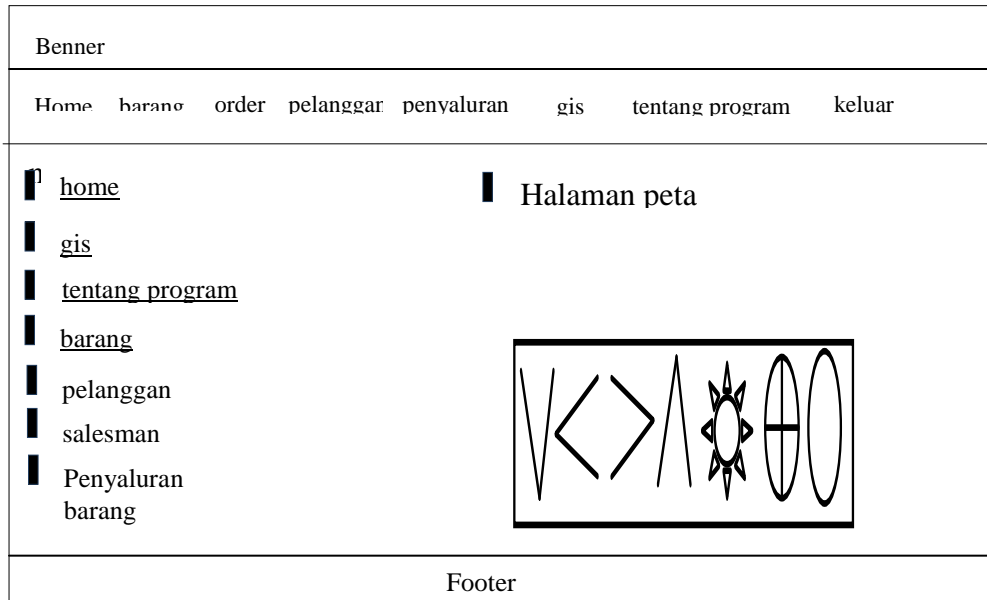 Benner
Home barang order pelanggan penyaluran gis tentang program keluar
home
Halaman peta
gis
tentang program
barang
pelanggan
salesman
Penyaluran
barang
Footer